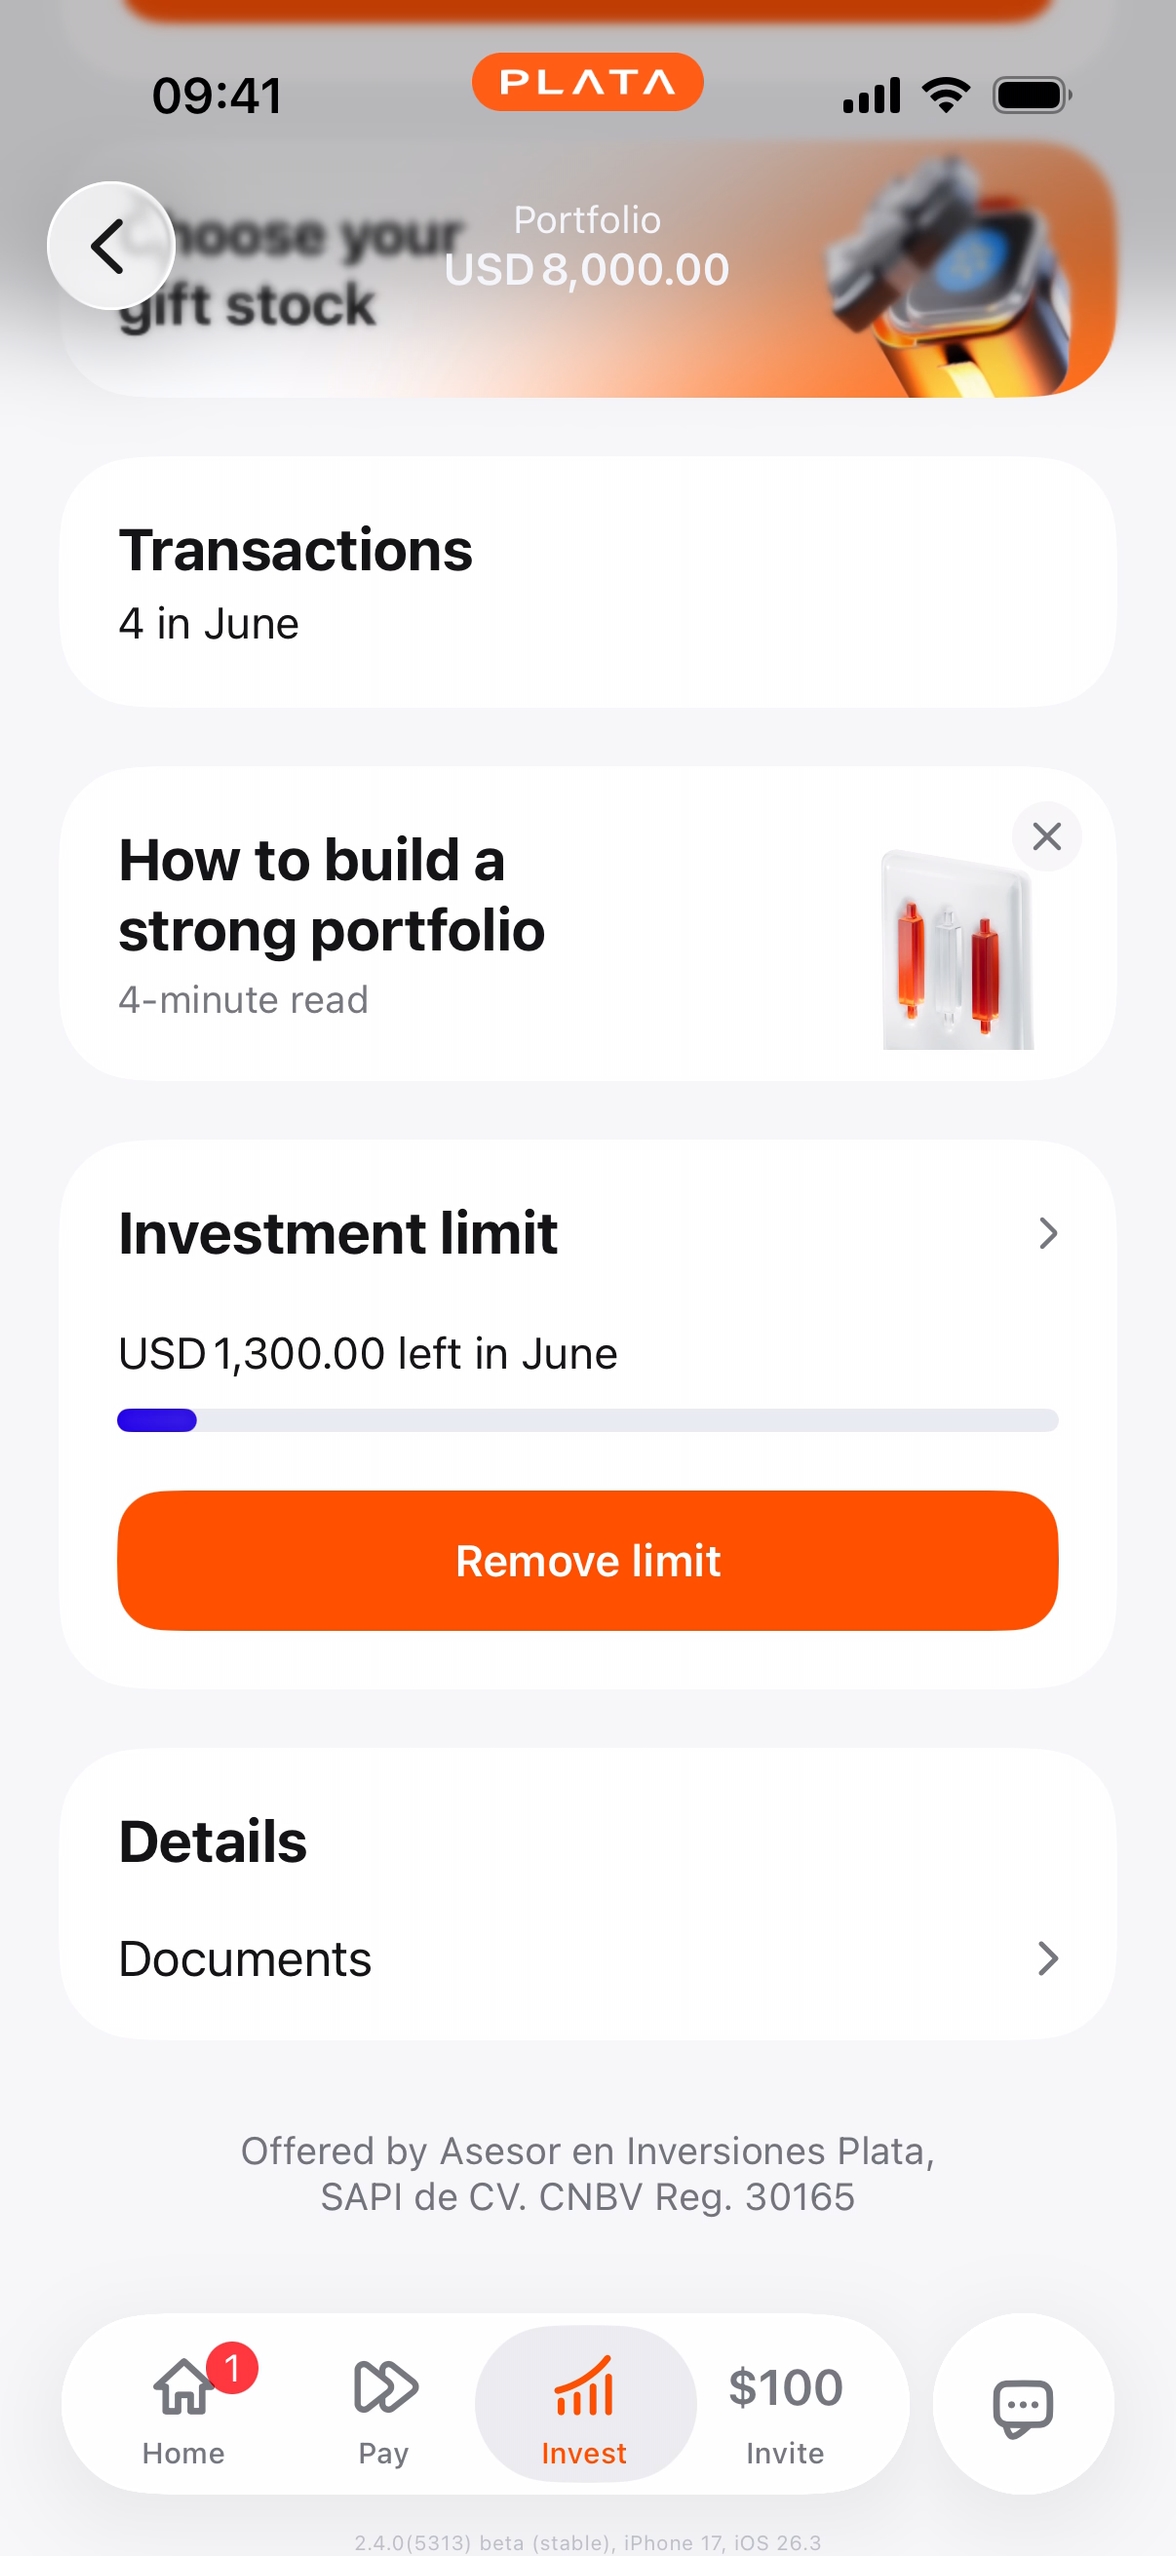 09:41
PLATA
Portfolio
USD 8,000.00
Choose your
gift stock
Transactions
4 in June
How to build a
strong portfolio
4-minute read
Investment limit
USD 1,300.00 left in June
Remove limit
Details
Documents
Offered by Asesor en Inversiones Plata,
SAPI de CV. CNBV Reg. 30165
1
$100
Home
Pay
Invest
Invite
2.4.0(5313) beta (stable), iPhone 17, iOS 26.3